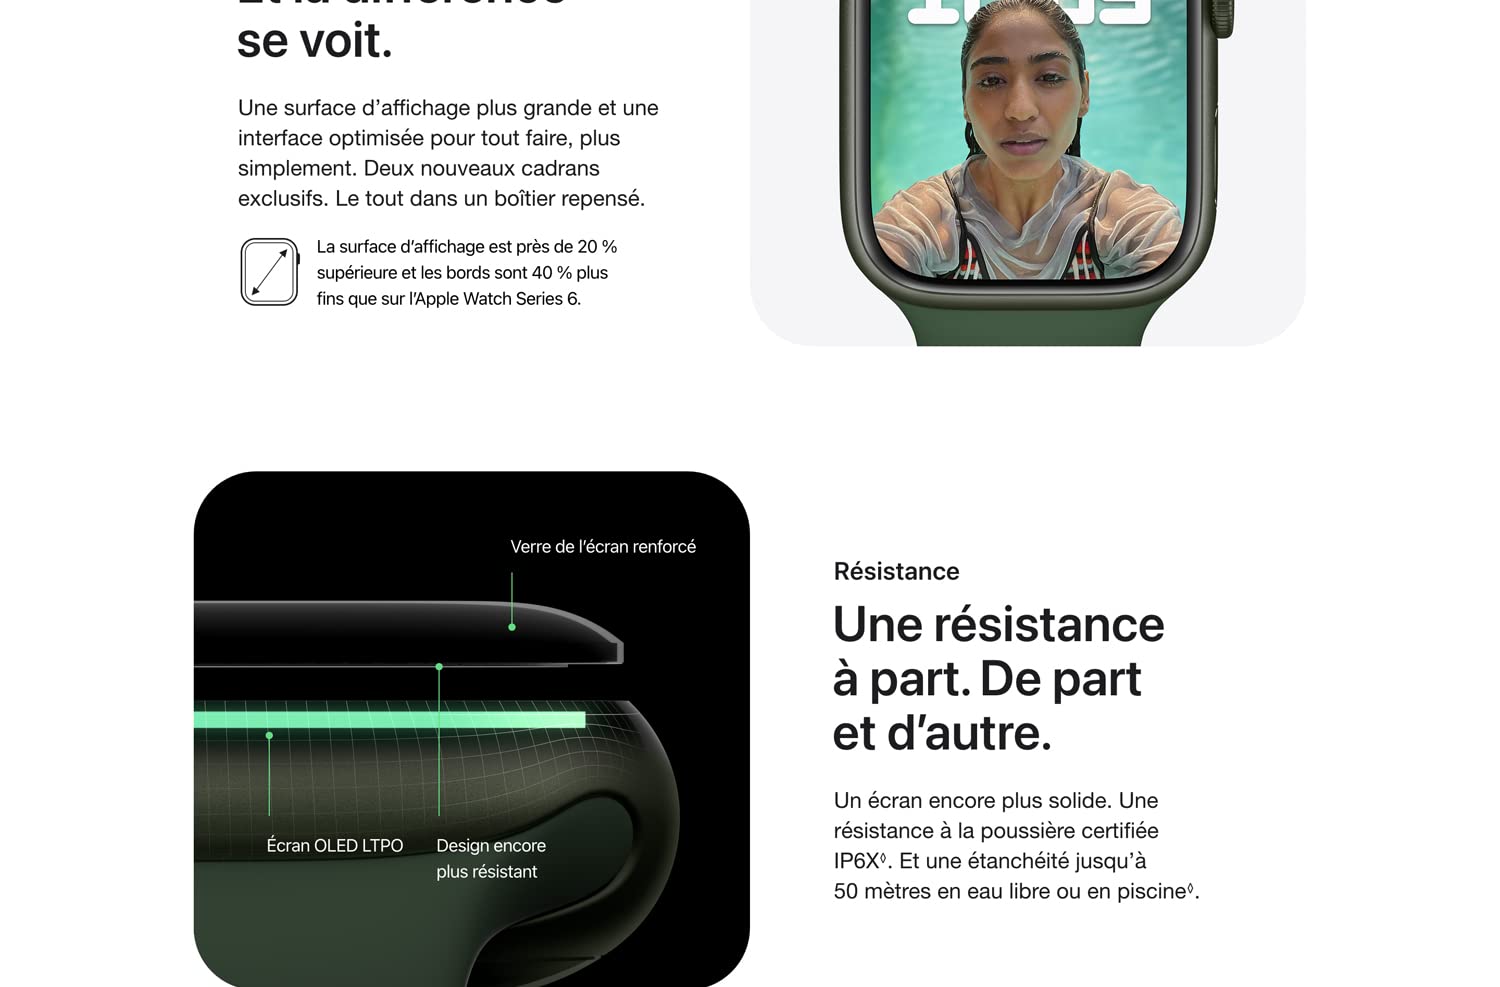 se voit.
Une surface d’affichage plus grande et une
interface optimisée pour tout faire, plus
simplement. Deux nouveaux cadrans
exclusifs. Le tout dans un boîtier repensé.
La surface d’affichage est près de 20 %
supérieure et les bords sont 40 % plus
fins que sur l’Apple Watch Series 6.
Verre de l’écran renforcé
Écran OLED LTPO
Design encore
plus résistant
Résistance
Une résistance
à part. De part
et d’autre.
Un écran encore plus solide. Une
résistance à la poussière certifiée
IP6X◊. Et une étanchéité jusqu’à
50 mètres en eau libre ou en piscine◊.